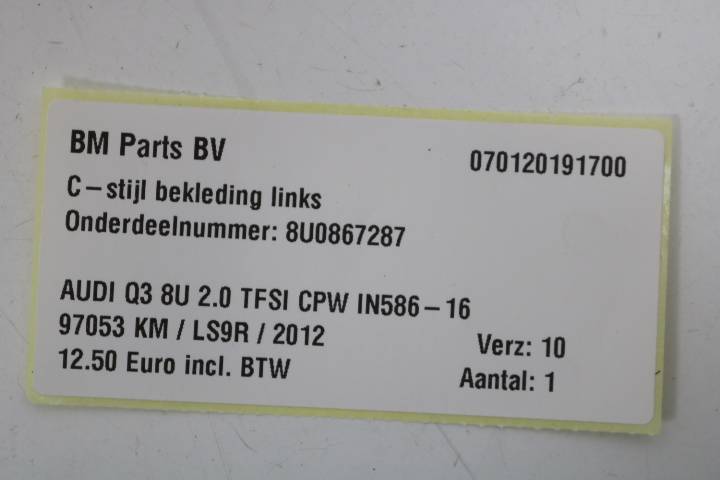 BM Parts BV
070120191700
C-stijl bekleding links
Onderdeelnummer: 8U0867287
AUDI Q3 8U 2.0 TFSI CPW IN586-16
97053 KM / LS9R / 2012
Verz: 10
12.50 Euro incl. BTW
Aantal: 1